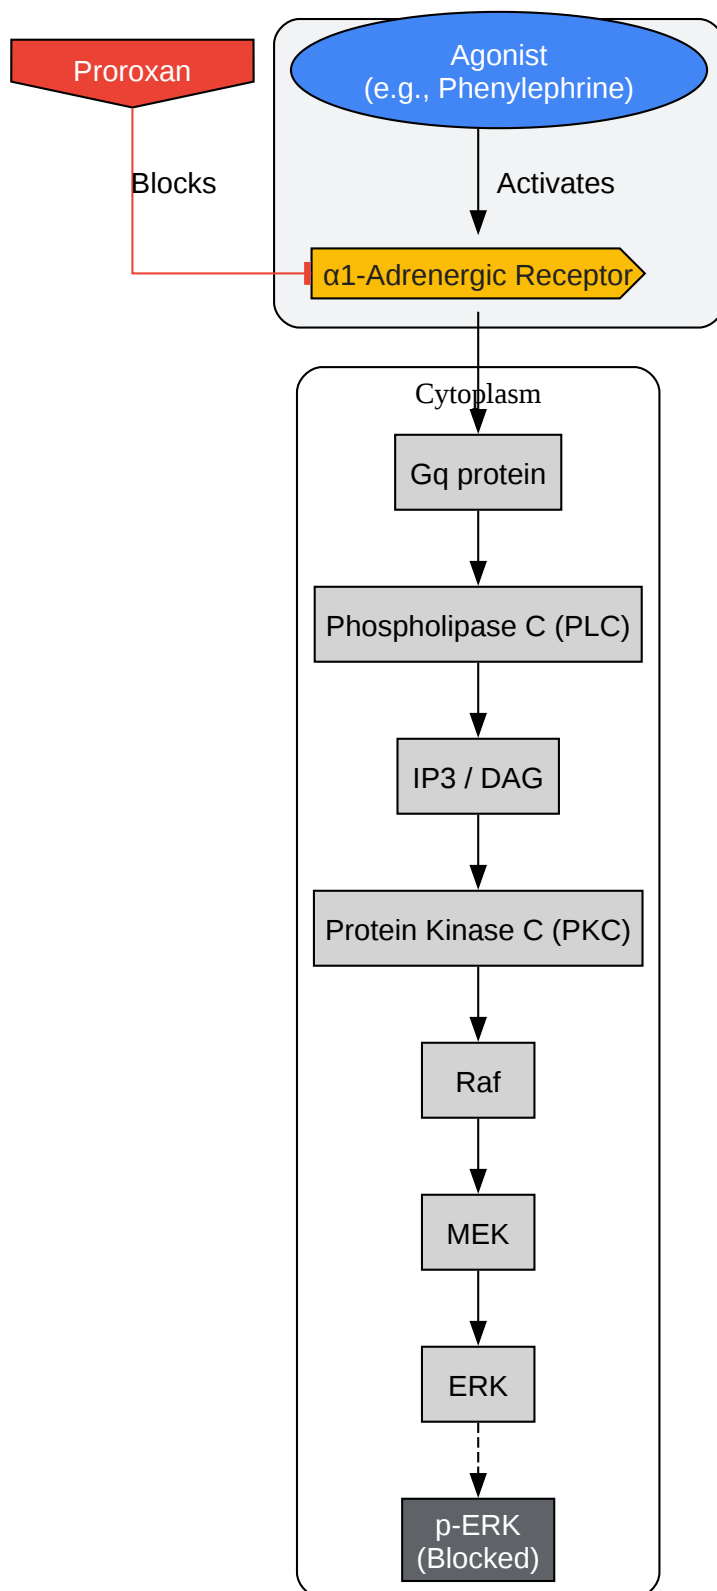 Proroxan
Agonist
(e.g., Phenylephrine)
Blocks
Activates
α1-Adrenergic Receptor
Cytoplasm
Gq protein
Phospholipase C (PLC)
IP3 / DAG
Protein Kinase C (PKC)
Raf
MEK
ERK
p-ERK
(Blocked)